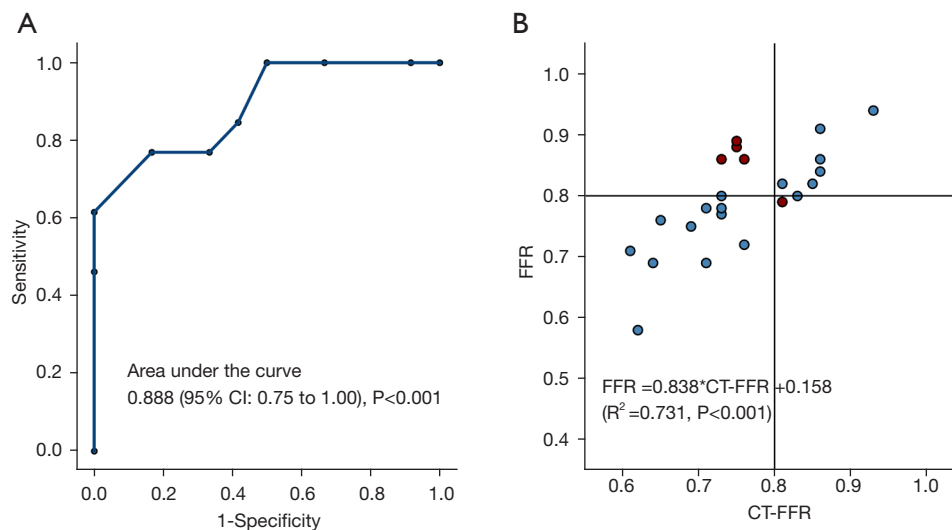 A
1.0
0.8
0.6
0.4
0.2
0.0
Sensitivity
Area under the curve
0.888 (95% CI: 0.75 to 1.00), P<0.001
0.0 0.2 0.4 0.6 0.8 1.0
1-Specificity
B
1.0
0.9
0.8
0.7
0.6
0.5
0.4
FFR
FFR =0.838*CT-FFR +0.158
(R² =0.731, P<0.001)
0.6 0.7 0.8 0.9 1.0
CT-FFR